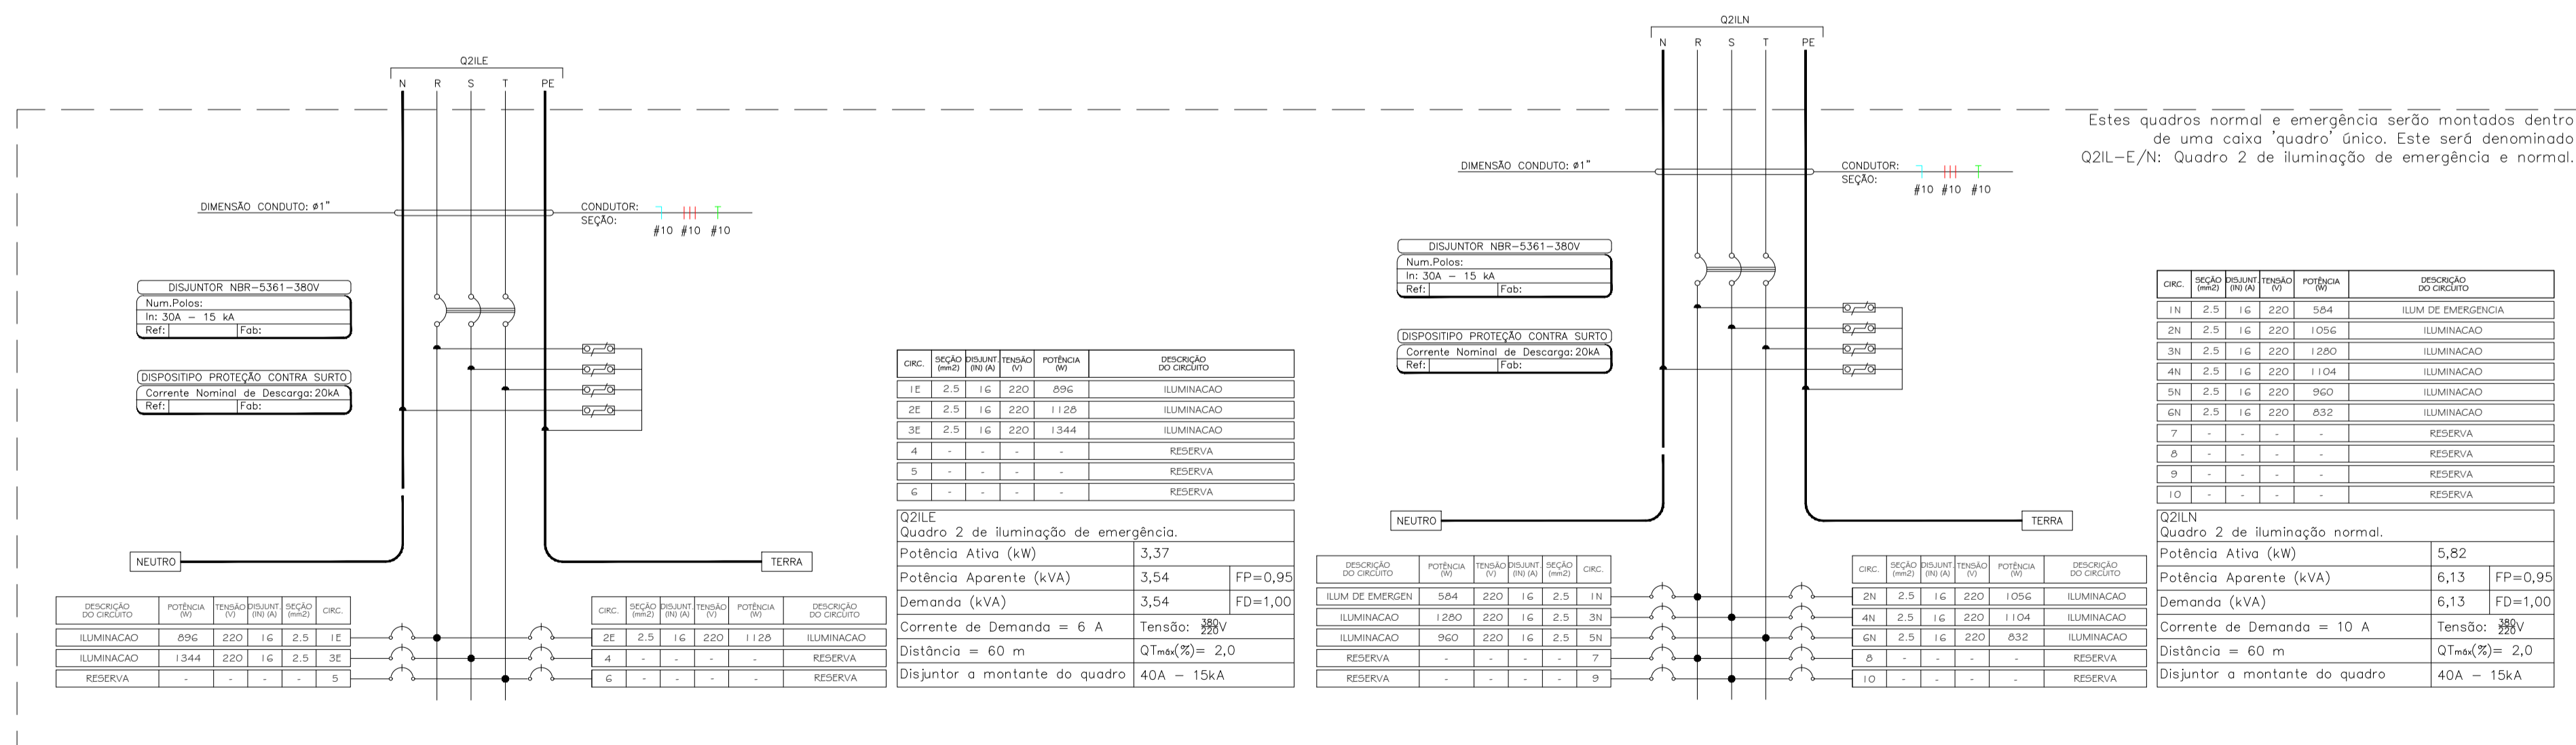 Q2ILE
N R S T PE
DIMENSÃO CONDUTO: ø1"
CONDUTOR:
SEÇÃO:
#10 #10 #10
DISJUNTOR NBR-5361-380V
Num.Polos:
In: 30A - 15 kA
Ref: Fab:
DISPOSITIPO PROTEÇÃO CONTRA SURTO
Corrente Nominal de Descarga: 20kA
Ref: Fab:
NEUTRO
TERRA
DESCRIÇÃO DO CIRCUITO POTÊNCIA (W) TENSÃO (V) DISJUNT. (IN) (A) SEÇÃO (mm2) CIRC.
ILUMINACAO 896 220 16 2.5 1E
ILUMINACAO 1344 220 16 2.5 3E
RESERVA - - - - 5
CIRC. SEÇÃO (mm2) DISJUNT. (IN) (A) TENSÃO (V) POTÊNCIA (W) DESCRIÇÃO DO CIRCUITO
2E 2.5 16 220 1128 ILUMINACAO
4 - - - - RESERVA
6 - - - - RESERVA
CIRC. SEÇÃO (mm2) DISJUNT. (IN) (A) TENSÃO (V) POTÊNCIA (W) DESCRIÇÃO DO CIRCUITO
1E 2.5 16 220 896 ILUMINACAO
2E 2.5 16 220 1128 ILUMINACAO
3E 2.5 16 220 1344 ILUMINACAO
4 - - - - RESERVA
5 - - - - RESERVA
6 - - - - RESERVA
Q2ILE
Quadro 2 de iluminação de emergência.
Potência Ativa (kW) 3,37
Potência Aparente (kVA) 3,54 FP=0,95
Demanda (kVA) 3,54 FD=1,00
Corrente de Demanda = 6 A Tensão: 380/220V
Distância = 60 m QTmáx(%)= 2,0
Disjuntor a montante do quadro 40A - 15kA
Q2ILN
N R S T PE
Estes quadros normal e emergência serão montados dentro
de uma caixa 'quadro' único. Este será denominado
Q2IL-E/N: Quadro 2 de iluminação de emergência e normal.
DIMENSÃO CONDUTO: ø1"
CONDUTOR:
SEÇÃO:
#10 #10 #10
DISJUNTOR NBR-5361-380V
Num.Polos:
In: 30A - 15 kA
Ref: Fab:
DISPOSITIPO PROTEÇÃO CONTRA SURTO
Corrente Nominal de Descarga: 20kA
Ref: Fab:
NEUTRO
TERRA
DESCRIÇÃO DO CIRCUITO POTÊNCIA (W) TENSÃO (V) DISJUNT. (IN) (A) SEÇÃO (mm2) CIRC.
ILUM DE EMERGEN 584 220 16 2.5 1N
ILUMINACAO 1280 220 16 2.5 3N
ILUMINACAO 960 220 16 2.5 5N
RESERVA - - - - 7
RESERVA - - - - 9
CIRC. SEÇÃO (mm2) DISJUNT. (IN) (A) TENSÃO (V) POTÊNCIA (W) DESCRIÇÃO DO CIRCUITO
2N 2.5 16 220 1056 ILUMINACAO
4N 2.5 16 220 1104 ILUMINACAO
6N 2.5 16 220 832 ILUMINACAO
8 - - - - RESERVA
10 - - - - RESERVA
CIRC. SEÇÃO (mm2) DISJUNT. (IN) (A) TENSÃO (V) POTÊNCIA (W) DESCRIÇÃO DO CIRCUITO
1N 2.5 16 220 584 ILUM DE EMERGENCIA
2N 2.5 16 220 1056 ILUMINACAO
3N 2.5 16 220 1280 ILUMINACAO
4N 2.5 16 220 1104 ILUMINACAO
5N 2.5 16 220 960 ILUMINACAO
6N 2.5 16 220 832 ILUMINACAO
7 - - - - RESERVA
8 - - - - RESERVA
9 - - - - RESERVA
10 - - - - RESERVA
Q2ILN
Quadro 2 de iluminação normal.
Potência Ativa (kW) 5,82
Potência Aparente (kVA) 6,13 FP=0,95
Demanda (kVA) 6,13 FD=1,00
Corrente de Demanda = 10 A Tensão: 380/220V
Distância = 60 m QTmáx(%)= 2,0
Disjuntor a montante do quadro 40A - 15kA